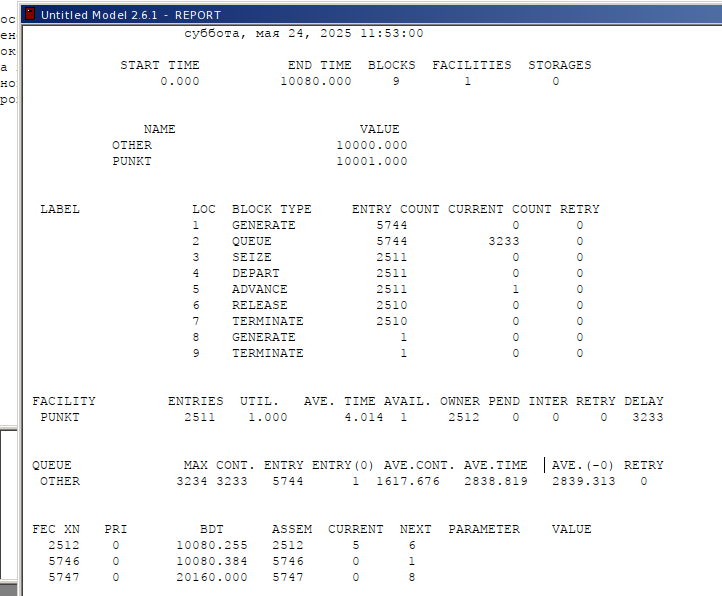 Untitled Model 2.6.1 - REPORT
ос
суббота, мая 24, 2025 11:53:00
ен
ок
а
START TIME END TIME BLOCKS FACILITIES STORAGES
но
0.000 10080.000 9 1 0
ро
NAME VALUE
OTHER 10000.000
PUNKT 10001.000
LABEL LOC BLOCK TYPE ENTRY COUNT CURRENT COUNT RETRY
1 GENERATE 5744 0 0
2 QUEUE 5744 3233 0
3 SEIZE 2511 0 0
4 DEPART 2511 0 0
5 ADVANCE 2511 1 0
6 RELEASE 2510 0 0
7 TERMINATE 2510 0 0
8 GENERATE 1 0 0
9 TERMINATE 1 0 0
FACILITY ENTRIES UTIL. AVE. TIME AVAIL. OWNER PEND INTER RETRY DELAY
PUNKT 2511 1.000 4.014 1 2512 0 0 0 3233
QUEUE MAX CONT. ENTRY ENTRY(0) AVE.CONT. AVE.TIME AVE.(-0) RETRY
OTHER 3234 3233 5744 1 1617.676 2838.819 2839.313 0
FEC XN PRI BDT ASSEM CURRENT NEXT PARAMETER VALUE
2512 0 10080.255 2512 5 6
5746 0 10080.384 5746 0 1
5747 0 20160.000 5747 0 8